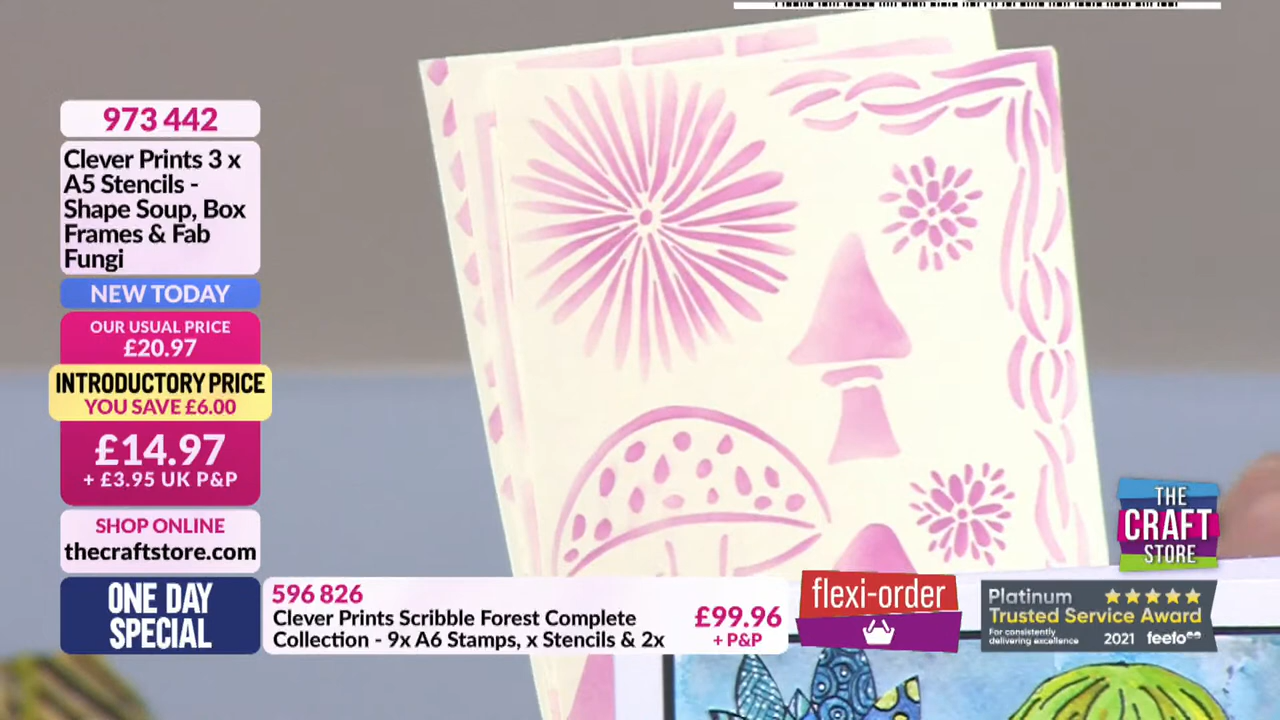 973 442
Clever Prints 3 x
A5 Stencils -
Shape Soup, Box
Frames & Fab
Fungi
NEW TODAY
OUR USUAL PRICE
£20.97
INTRODUCTORY PRICE
YOU SAVE £6.00
£14.97
+ £3.95 UK P&P
SHOP ONLINE
thecraftstore.com
ONE DAY
SPECIAL
596 826
Clever Prints Scribble Forest Complete
Collection - 9x A6 Stamps, x Stencils & 2x
£99.96
+ P&P
flexi-order
THE
CRAFT
STORE
Platinum
Trusted Service Award
For consistently
delivering excellence
2021 feefo